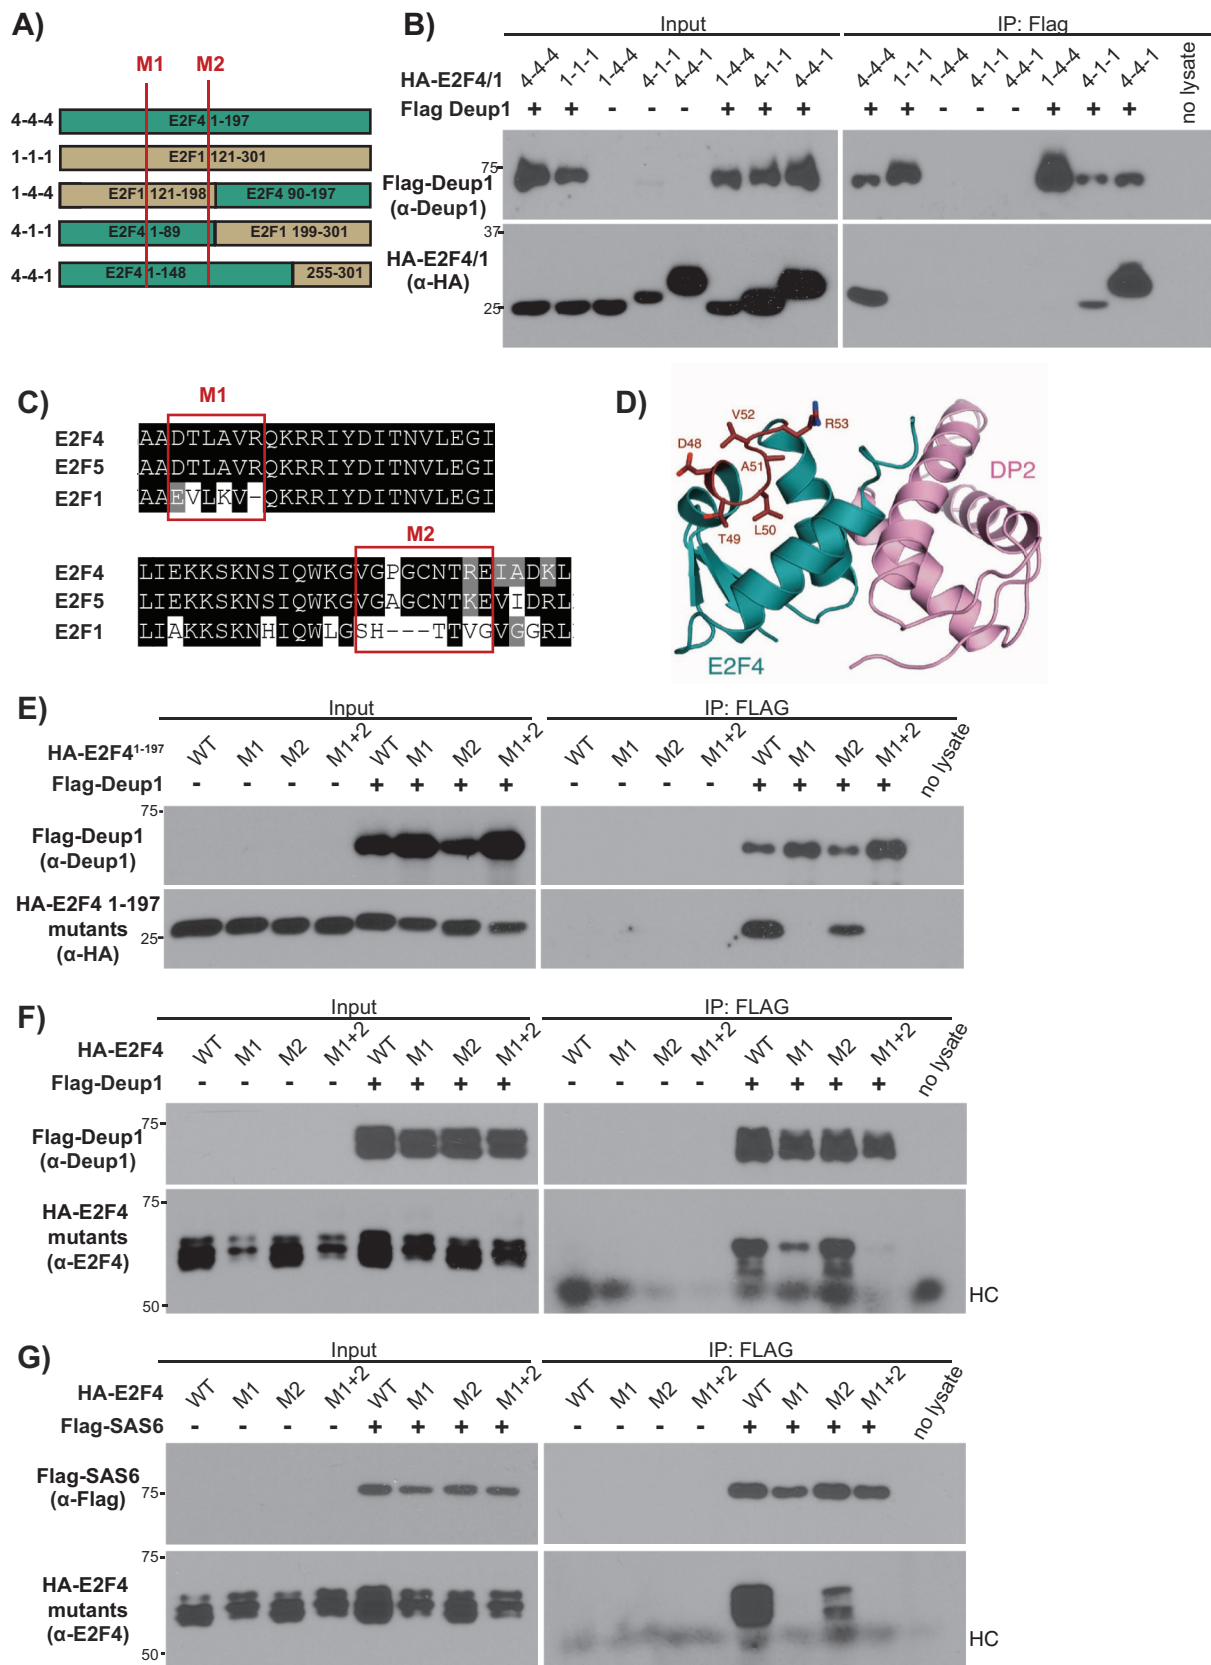 A)
M1
M2
4-4-4
E2F4 1-197
1-1-1
E2F1 121-301
1-4-4
E2F1 121-198
E2F4 90-197
4-1-1
E2F4 1-89
E2F1 199-301
4-4-1
E2F4 1-148
255-301
B)
Input
IP: Flag
HA-E2F4/1
4-4-4 1-1-1 1-4-4 4-1-1 4-4-1 1-4-4 4-1-1 4-4-1
4-4-4 1-1-1 1-4-4 4-1-1 4-4-1 1-4-4 4-1-1 4-4-1 no lysate
Flag Deup1
+ + - - - + + +
+ + - - - + + +
75
Flag-Deup1
(α-Deup1)
37
HA-E2F4/1
(α-HA)
25
C)
M1
E2F4 AADTLAVRQKRRIYDITNVLEGI
E2F5 AADTLAVRQKRRIYDITNVLEGI
E2F1 AAEVLKV-QKRRIYDITNVLEGI
M2
E2F4 LIEKKSKNSIQWKGVGPGCNTREIADKL
E2F5 LIEKKSKNSIQWKGVGAGCNTKEVIDRL
E2F1 LIAKKSKNHIQWLGSH---TTVGVGGRL
D)
V52
R53
D48
A51
DP2
T49
L50
E2F4
E)
Input
IP: FLAG
HA-E2F4¹⁻¹⁹⁷
WT M1 M2 M1+2 WT M1 M2 M1+2
WT M1 M2 M1+2 WT M1 M2 M1+2 no lysate
Flag-Deup1
- - - - + + + +
- - - - + + + +
75
Flag-Deup1
(α-Deup1)
HA-E2F4 1-197
mutants
(α-HA)
25
F)
Input
IP: FLAG
HA-E2F4
WT M1 M2 M1+2 WT M1 M2 M1+2
WT M1 M2 M1+2 WT M1 M2 M1+2 no lysate
Flag-Deup1
- - - - + + + +
- - - - + + + +
75
Flag-Deup1
(α-Deup1)
75
HA-E2F4
mutants
(α-E2F4)
50
HC
G)
Input
IP: FLAG
HA-E2F4
WT M1 M2 M1+2 WT M1 M2 M1+2
WT M1 M2 M1+2 WT M1 M2 M1+2 no lysate
Flag-SAS6
- - - - + + + +
- - - - + + + +
Flag-SAS6
(α-Flag)
75
75
HA-E2F4
mutants
(α-E2F4)
50
HC